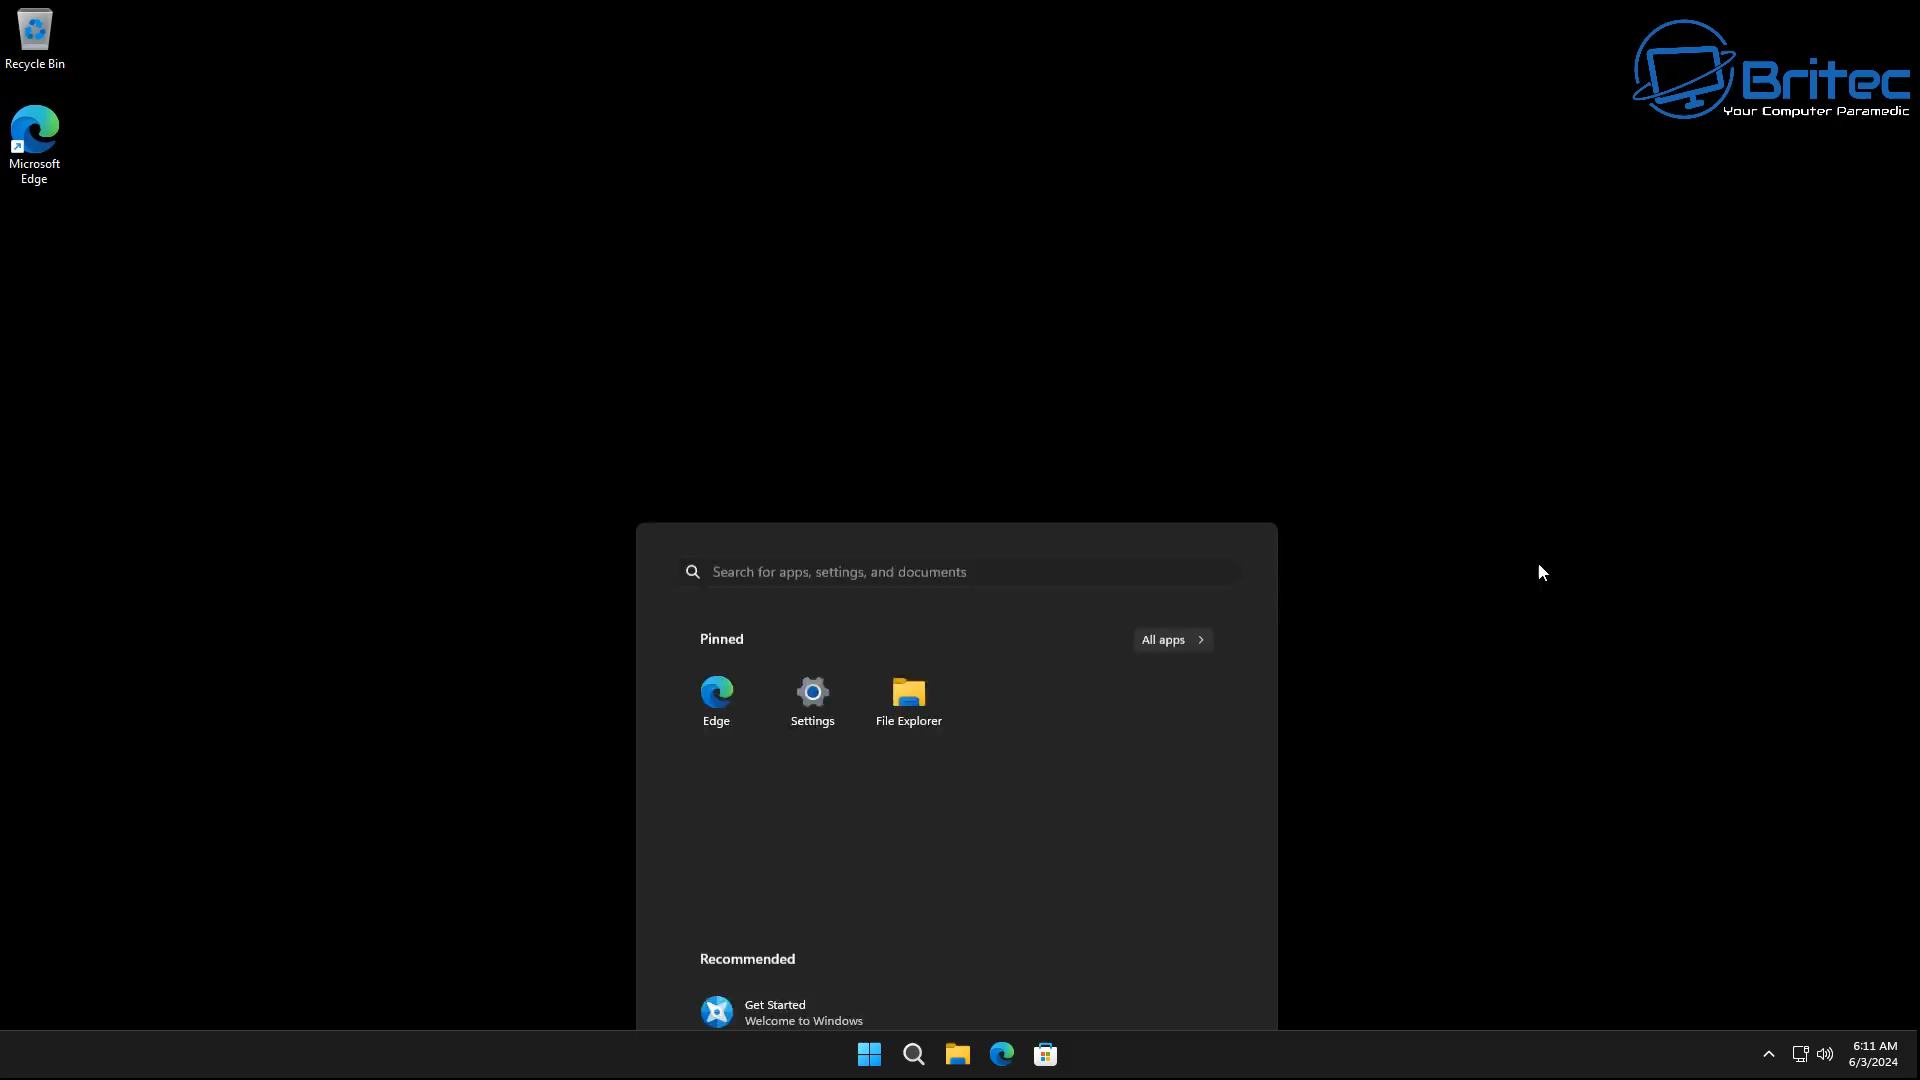 Recycle Bin
Microsoft
Edge
Britec
Your Computer Paramedic
Search for apps, settings, and documents
Pinned
All apps
Edge
Settings
File Explorer
Recommended
Get Started
Welcome to Windows
6:11 AM
6/3/2024